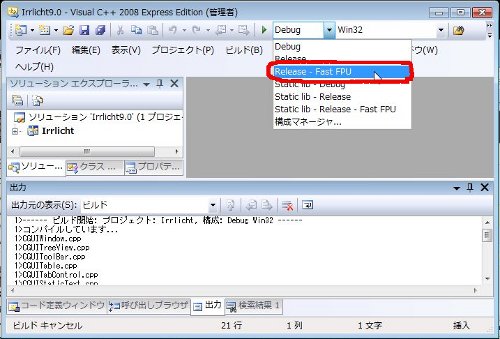 Irrlicht9.0 - Visual C++ 2008 Express Edition (管理者)
Debug Win32
ファイル(F) 編集(E) 表示(V) プロジェクト(P) ビルド(B) ウ(W)
ヘルプ(H)
Debug
Release
Release - Fast FPU
Static lib - Debug
Static lib - Release
Static lib - Release - Fast FPU
構成マネージャ...
ソリューション エクスプローラ...
ソリューション 'Irrlicht9.0' (1 プロジェ
Irrlicht
ソリュー... クラス ... プロパティ...
出力
出力元の表示(S): ビルド
1>------ ビルド開始: プロジェクト: Irrlicht, 構成: Debug Win32 ------
1>コンパイルしています...
1>CGUIWindow.cpp
1>CGUITreeView.cpp
1>CGUIToolBar.cpp
1>CGUITable.cpp
1>CGUITabControl.cpp
1>CGUIStaticText.cpp
コード定義ウィンドウ 呼び出しブラウザ 出力 検索結果 1
ビルド キャンセル 21 行 1 列 1 文字 挿入